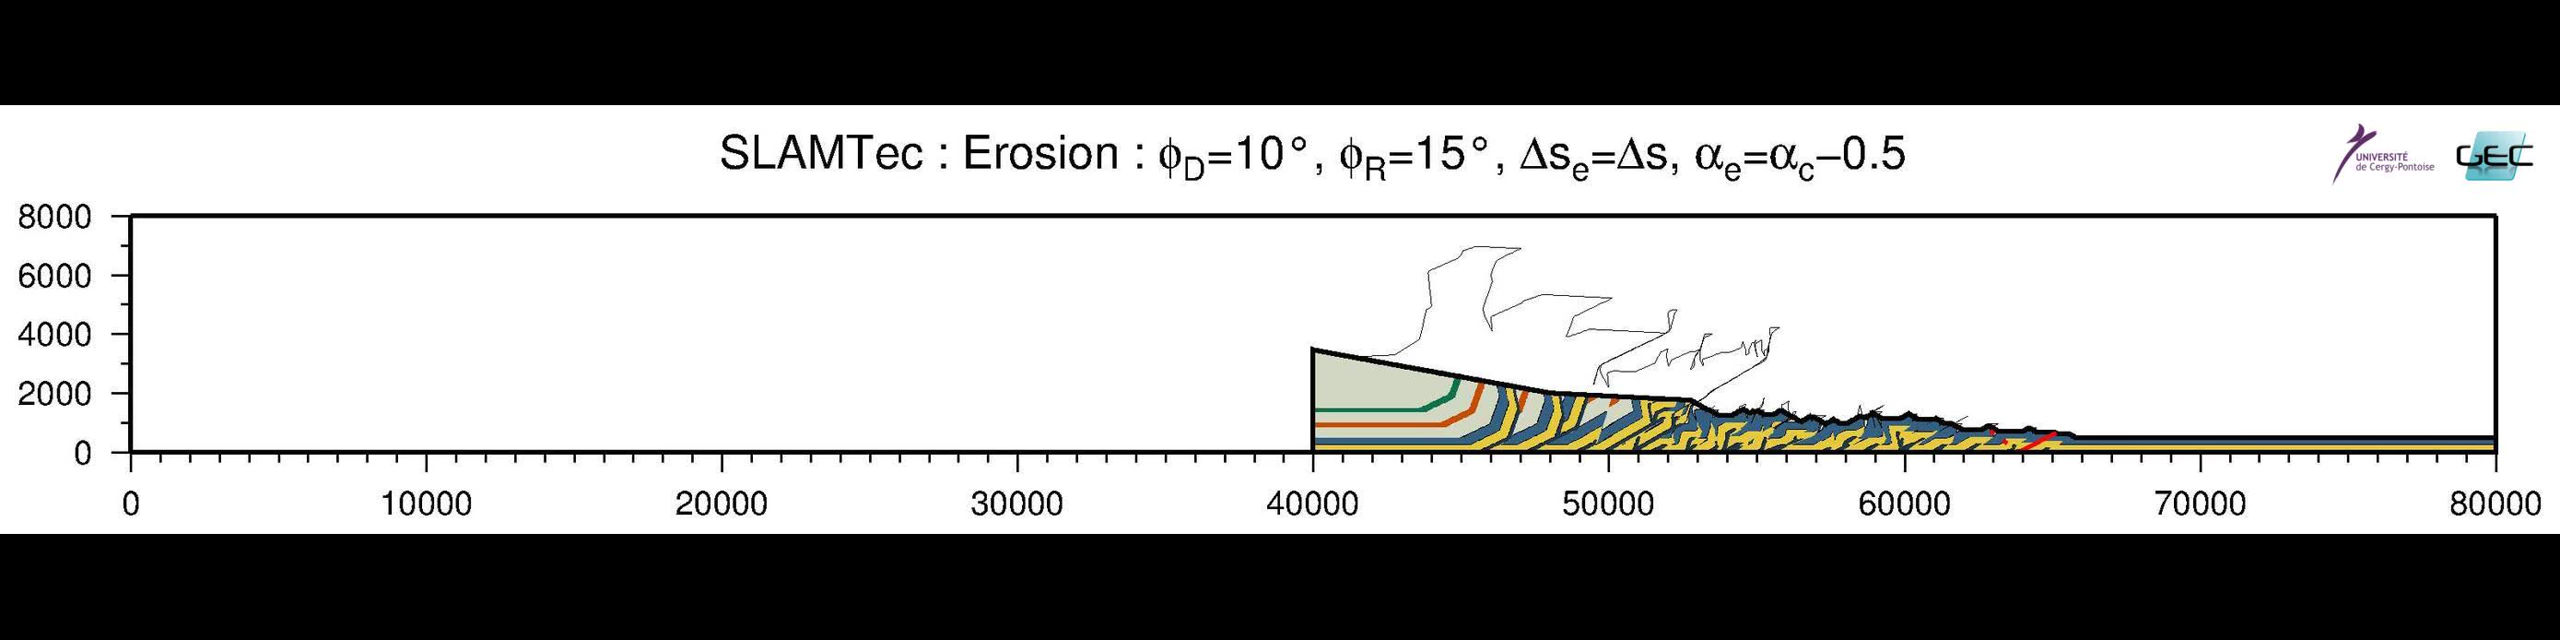 SLAMTec : Erosion : ϕD=10°, ϕR=15°, Δse=Δs, αe=αc−0.5
UNIVERSITÉ
de Cergy-Pontoise
GEC
8000
6000
4000
2000
0
0 10000 20000 30000 40000 50000 60000 70000 80000